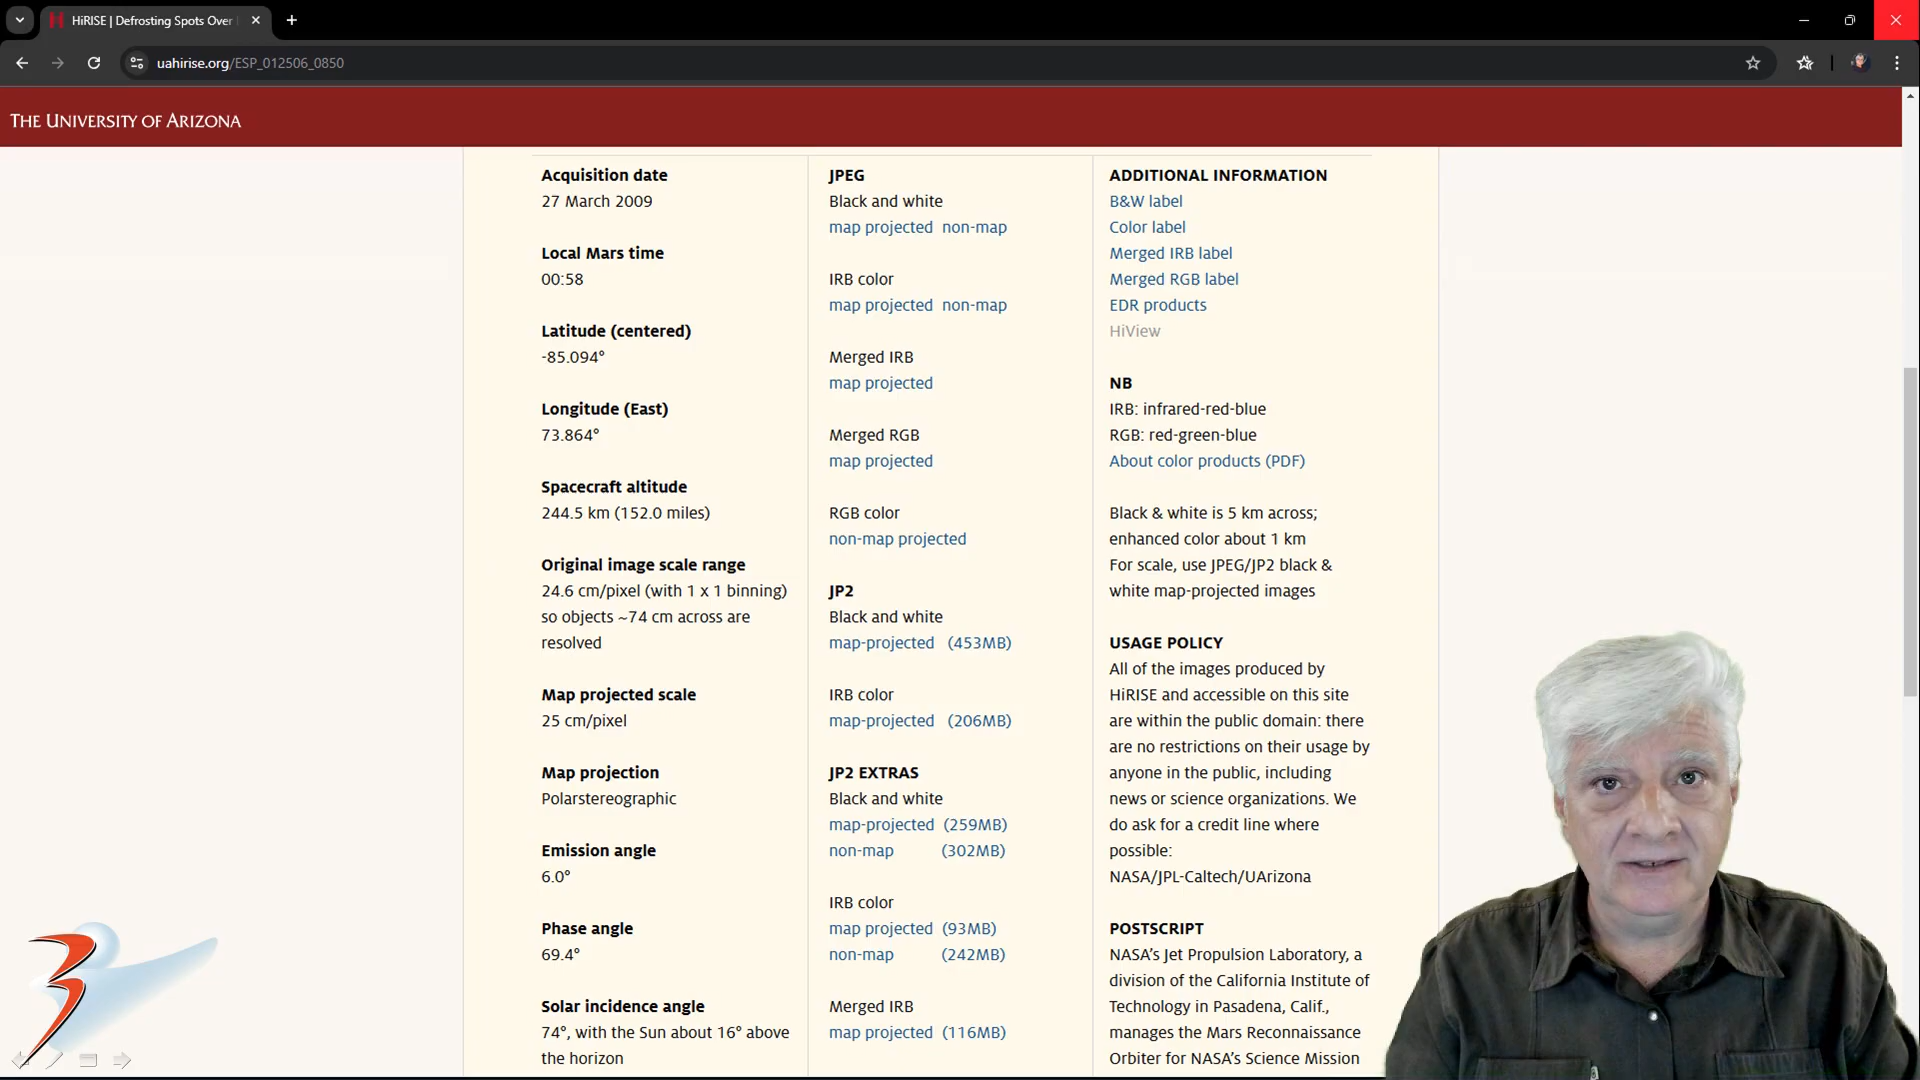 HiRISE | Defrosting Spots Over
uahirise.org/ESP_012506_0850
THE UNIVERSITY OF ARIZONA
Acquisition date
27 March 2009
Local Mars time
00:58
Latitude (centered)
-85.094°
Longitude (East)
73.864°
Spacecraft altitude
244.5 km (152.0 miles)
Original image scale range
24.6 cm/pixel (with 1 x 1 binning)
so objects ~74 cm across are
resolved
Map projected scale
25 cm/pixel
Map projection
Polarstereographic
Emission angle
6.0°
Phase angle
69.4°
Solar incidence angle
74°, with the Sun about 16° above
the horizon
JPEG
Black and white
map projected non-map
IRB color
map projected non-map
Merged IRB
map projected
Merged RGB
map projected
RGB color
non-map projected
JP2
Black and white
map-projected (453MB)
IRB color
map-projected (206MB)
JP2 EXTRAS
Black and white
map-projected (259MB)
non-map (302MB)
IRB color
map projected (93MB)
non-map (242MB)
Merged IRB
map projected (116MB)
ADDITIONAL INFORMATION
B&W label
Color label
Merged IRB label
Merged RGB label
EDR products
HiView
NB
IRB: infrared-red-blue
RGB: red-green-blue
About color products (PDF)
Black & white is 5 km across;
enhanced color about 1 km
For scale, use JPEG/JP2 black &
white map-projected images
USAGE POLICY
All of the images produced by
HiRISE and accessible on this site
are within the public domain: there
are no restrictions on their usage by
anyone in the public, including
news or science organizations. We
do ask for a credit line where
possible:
NASA/JPL-Caltech/UArizona
POSTSCRIPT
NASA’s Jet Propulsion Laboratory, a
division of the California Institute of
Technology in Pasadena, Calif.,
manages the Mars Reconnaissance
Orbiter for NASA’s Science Mission